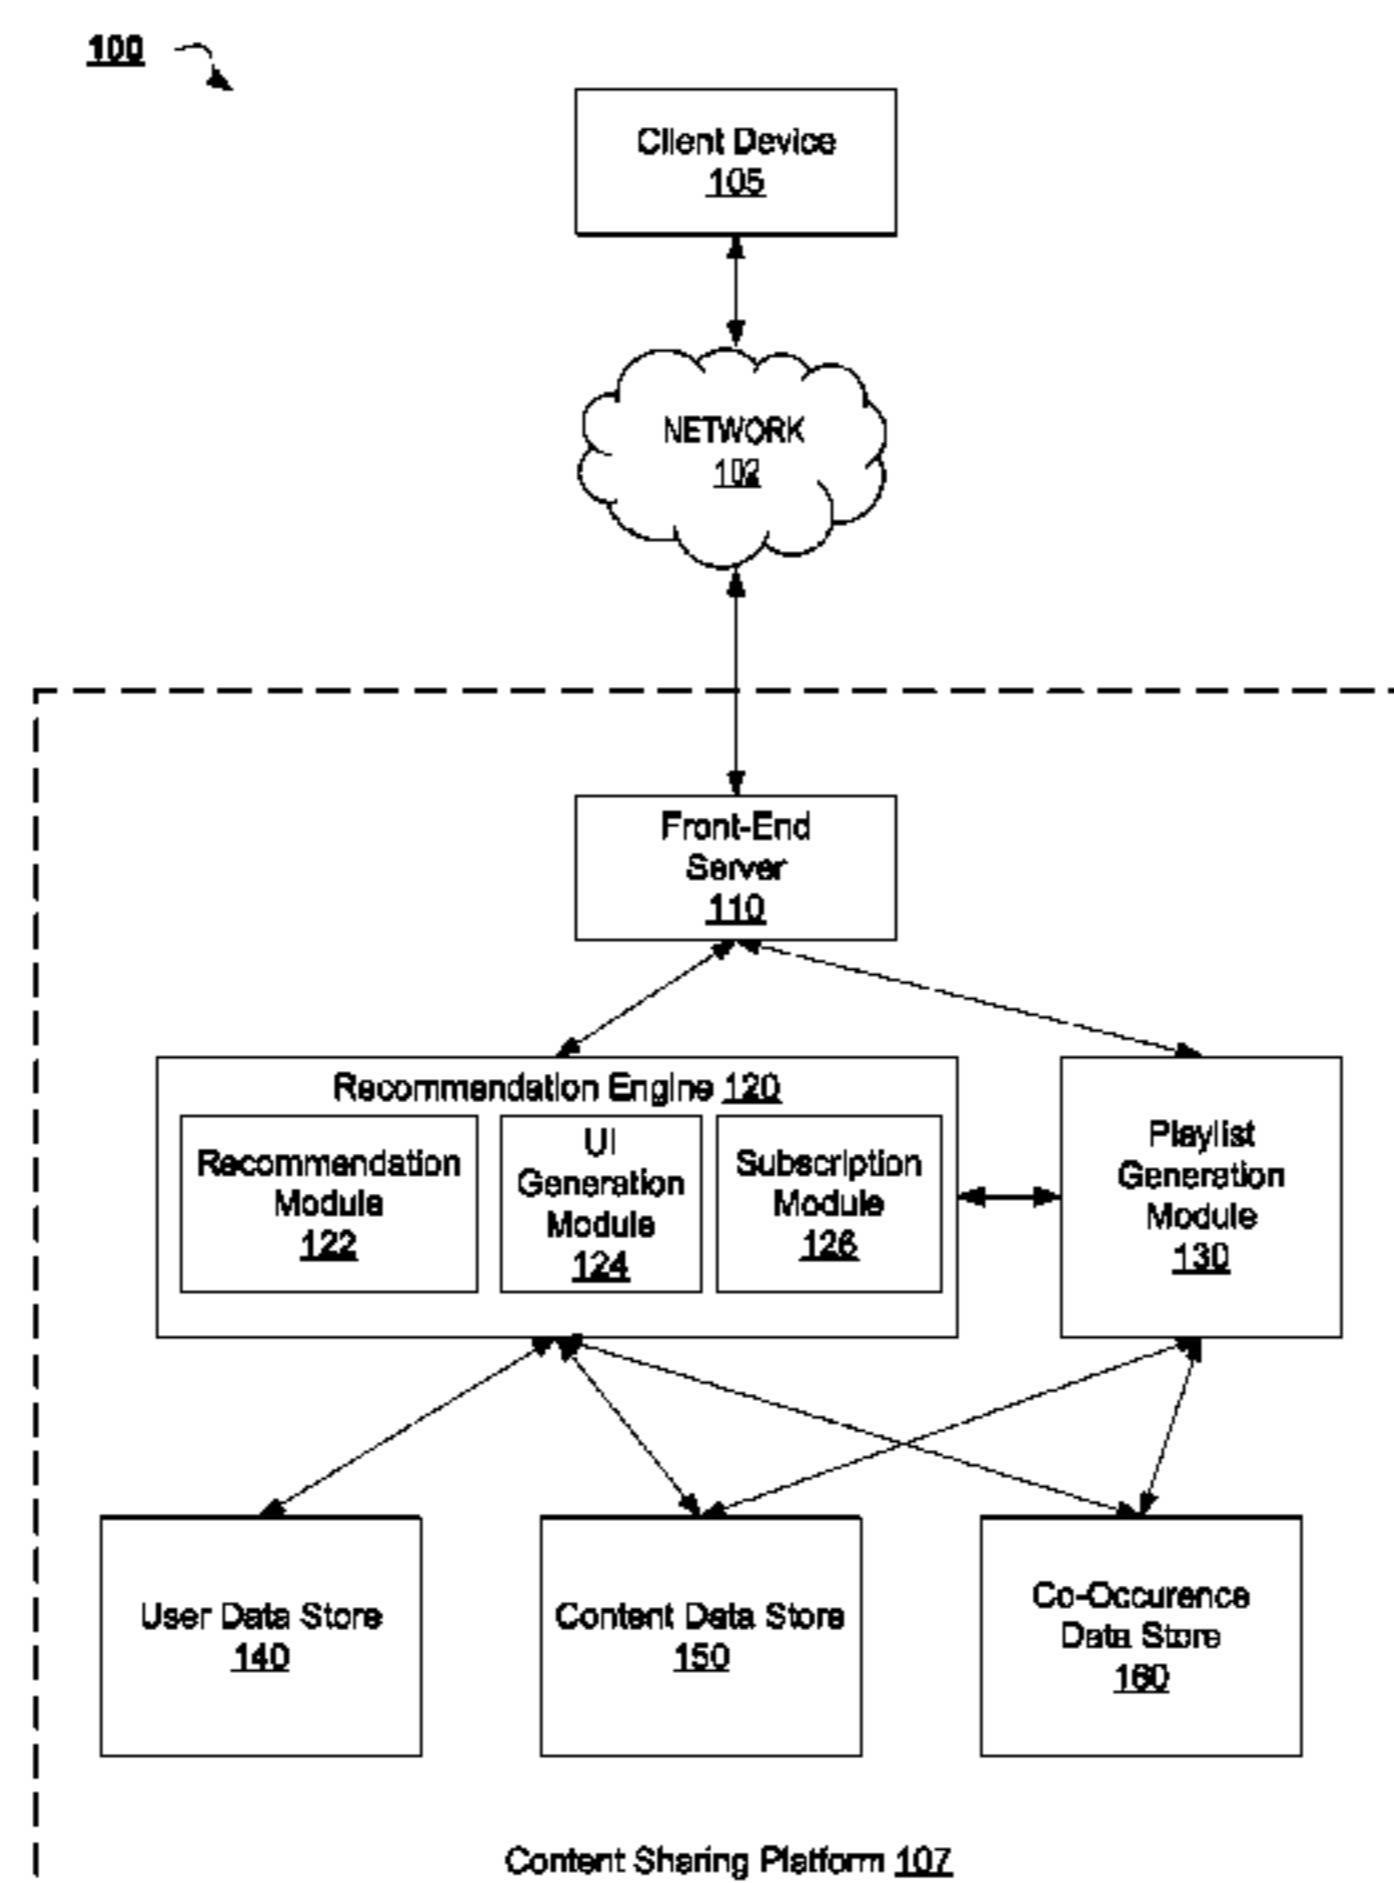 100
Client Device
105
NETWORK
102
Front-End
Server
110
Recommendation Engine 120
Recommendation
Module
122
UI
Generation
Module
124
Subscription
Module
126
Playlist
Generation
Module
130
User Data Store
140
Content Data Store
150
Co-Occurence
Data Store
160
Content Sharing Platform 107